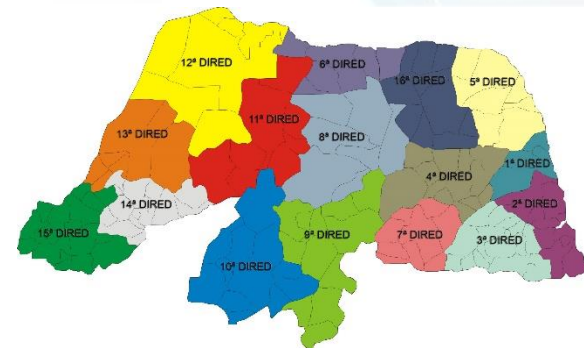 6ª DIRED
12ª DIRED
16ª DIRED
5ª DIRED
11ª DIRED
8ª DIRED
13ª DIRED
1ª DIRED
4ª DIRED
14ª DIRED
2ª DIRED
15ª DIRED
9ª DIRED
7ª DIRED
3ª DIRED
10ª DIRED